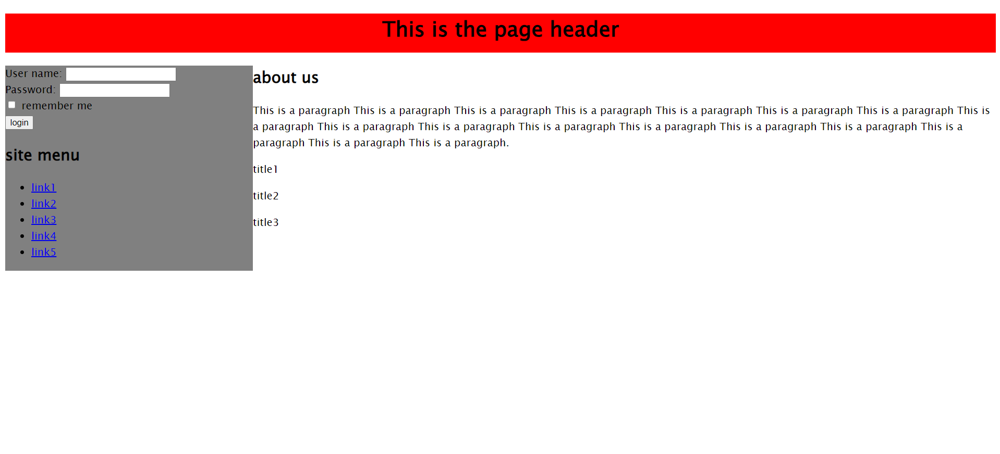 This is the page header
User name:
Password:
remember me
login
site menu
link1
link2
link3
link4
link5
about us
This is a paragraph This is a paragraph This is a paragraph This is a paragraph This is a paragraph This is a paragraph This is a paragraph This is
a paragraph This is a paragraph This is a paragraph This is a paragraph This is a paragraph This is a paragraph This is a paragraph This is a
paragraph This is a paragraph This is a paragraph.
title1
title2
title3